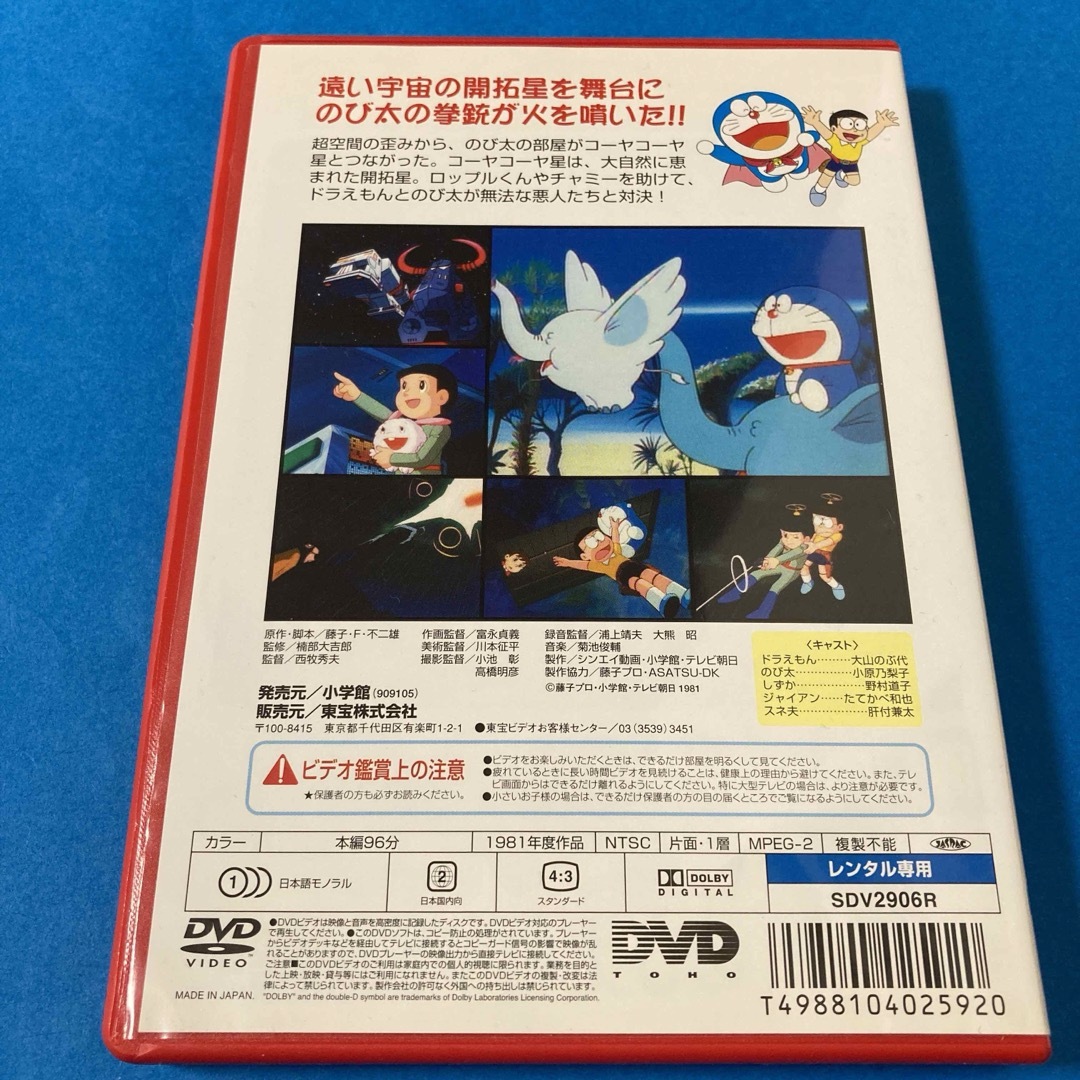 遠い宇宙の開拓星を舞台に
のび太の拳銃が火を噴いた!!
超空間の歪みから、のび太の部屋がコーヤコーヤ
星とつながった。コーヤコーヤ星は、大自然に恵
まれた開拓星。ロップルくんやチャミーを助けて、
ドラえもんとのび太が無法な悪人たちと対決！
原作・脚本／藤子・F・不二雄
監修／楠部大吉郎
監督／西牧秀夫
作画監督／富永貞義
美術監督／川本征平
撮影監督／小池 彰
高橋明彦
録音監督／浦上靖夫 大熊 昭
音楽／菊池俊輔
製作／シンエイ動画・小学館・テレビ朝日
製作協力／藤子プロ・ASATSU-DK
©藤子プロ・小学館・テレビ朝日 1981
〈キャスト〉
ドラえもん………大山のぶ代
のび太……………小原乃梨子
しずか……………野村道子
ジャイアン……たてかべ和也
スネ夫……………肝付兼太
発売元／小学館(909105)
販売元／東宝株式会社
〒100-8415 東京都千代田区有楽町1-2-1 ●東宝ビデオお客様センター／03(3539)3451
ビデオ鑑賞上の注意
★保護者の方も必ずお読みください。
●ビデオをお楽しみいただくときは、できるだけ部屋を明るくして見てください。
●疲れているときに長い時間ビデオを見続けることは、健康上の理由から避けてください。また、テレ
ビ画面からはできるだけ離れるようにしてください。特に大型テレビの場合は、より注意が必要です。
●小さいお子様の場合は、できるだけ保護者の方の目の届くところでご覧になるようにしてください。
カラー 本編96分 1981年度作品 NTSC 片面・1層 MPEG-2 複製不能 JASRAC
1 日本語モノラル
2 日本国内向
4:3 スタンダード
DOLBY DIGITAL
レンタル専用
SDV2906R
DVD VIDEO
●DVDビデオは映像と音声を高密度に記録したディスクです。DVDビデオ対応のプレーヤー
で再生してください。●このDVDソフトは、コピー防止の処理がされています。プレーヤー
からビデオデッキなどを経由してテレビに接続するとコピーガード信号の影響で映像が乱
れることがありますので、DVDプレーヤーの映像出力から直接テレビに接続してください。
ご注意■このDVDビデオのご利用は家庭内での個人的視聴に限られます。業務を目的と
した上映・放映・貸与等にはご利用になれません。またこのDVDビデオの複製・改変は法
律によって禁じられています。製作会社の許可なく外国への持ち出しは禁じられています。
"DOLBY" and the double-D symbol are trademarks of Dolby Laboratories Licensing Corporation.
MADE IN JAPAN.
DVD
TOHO
T4988104025920